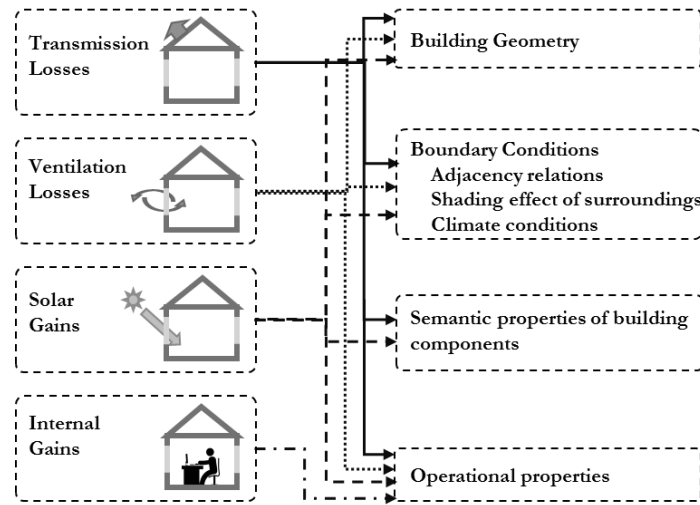 Transmission
Losses
Ventilation
Losses
Solar
Gains
Internal
Gains
Building Geometry
Boundary Conditions
Adjacency relations
Shading effect of surroundings
Climate conditions
Semantic properties of building
components
Operational properties